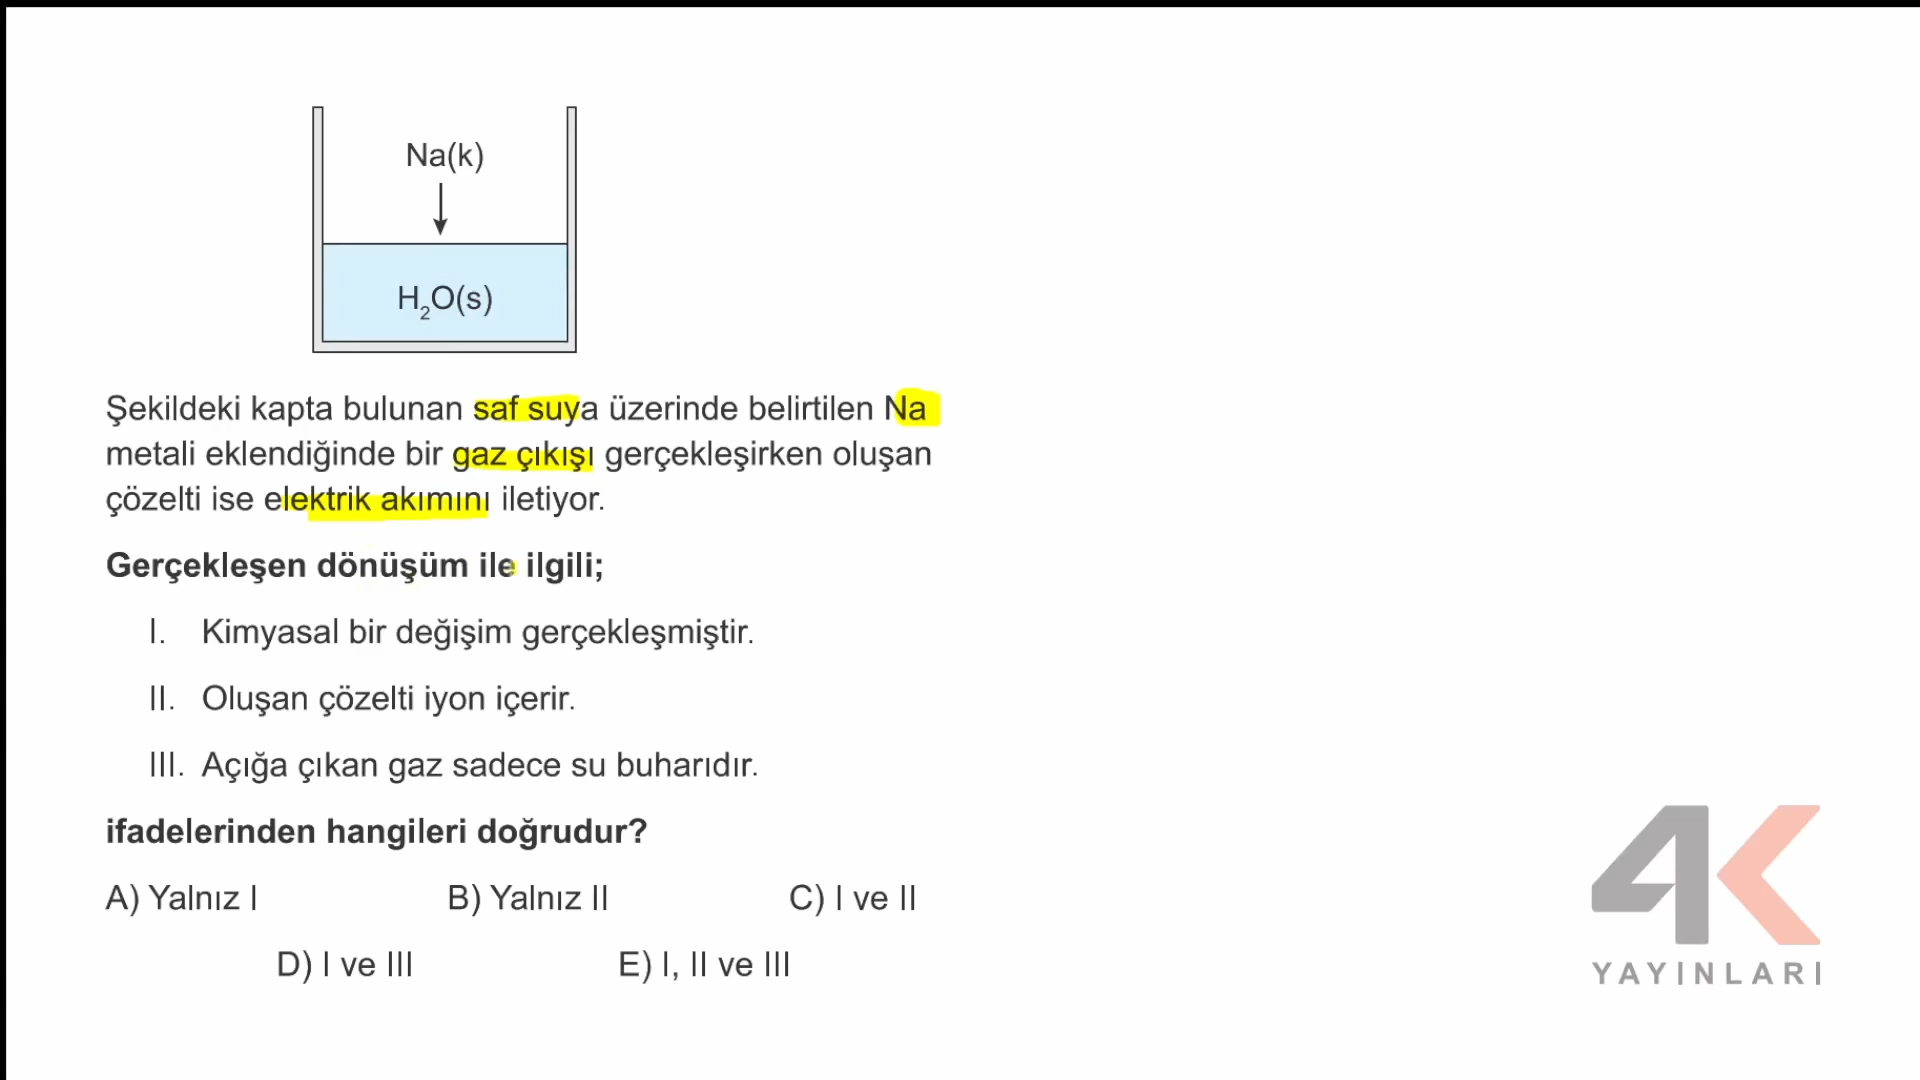 Na(k)
H₂O(s)
Şekildeki kapta bulunan saf suya üzerinde belirtilen Na
metali eklendiğinde bir gaz çıkışı gerçekleşirken oluşan
çözelti ise elektrik akımını iletiyor.
Gerçekleşen dönüşüm ile ilgili;
I. Kimyasal bir değişim gerçekleşmiştir.
II. Oluşan çözelti iyon içerir.
III. Açığa çıkan gaz sadece su buharıdır.
ifadelerinden hangileri doğrudur?
A) Yalnız I B) Yalnız II C) I ve II
D) I ve III E) I, II ve III
4K
YAYINLARI